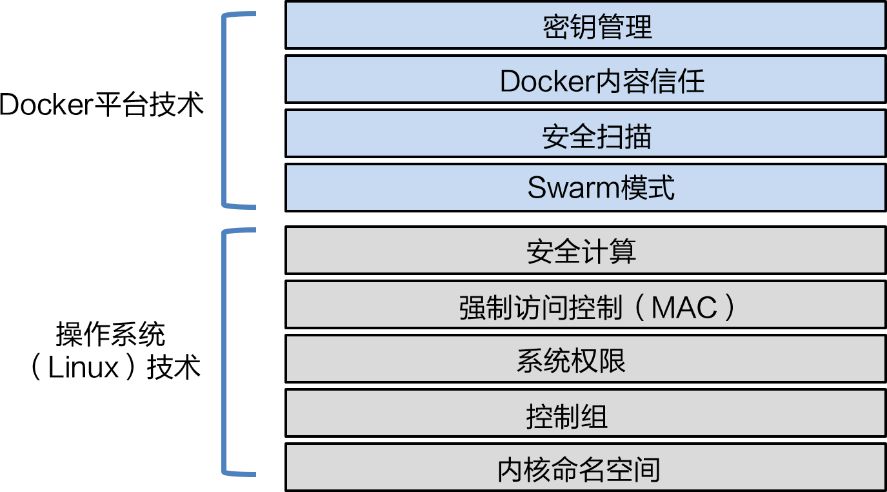 密钥管理
Docker内容信任
Docker平台技术
安全扫描
Swarm模式
安全计算
强制访问控制（MAC）
操作系统
（Linux）技术
系统权限
控制组
内核命名空间